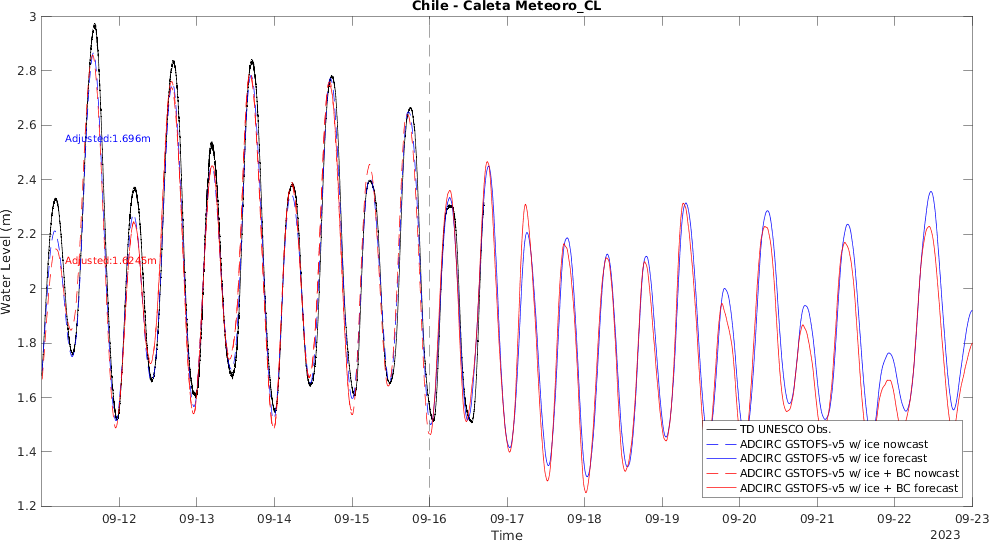 Chile - Caleta Meteoro_CL
3
2.8
2.6
2.4
2.2
2
1.8
1.6
1.4
1.2
Water Level (m)
Adjusted:1.696m
Adjusted:1.6245m
TD UNESCO Obs.
ADCIRC GSTOFS-v5 w/ ice nowcast
ADCIRC GSTOFS-v5 w/ ice forecast
ADCIRC GSTOFS-v5 w/ ice + BC nowcast
ADCIRC GSTOFS-v5 w/ ice + BC forecast
09-12 09-13 09-14 09-15 09-16 09-17 09-18 09-19 09-20 09-21 09-22 09-23
Time
2023